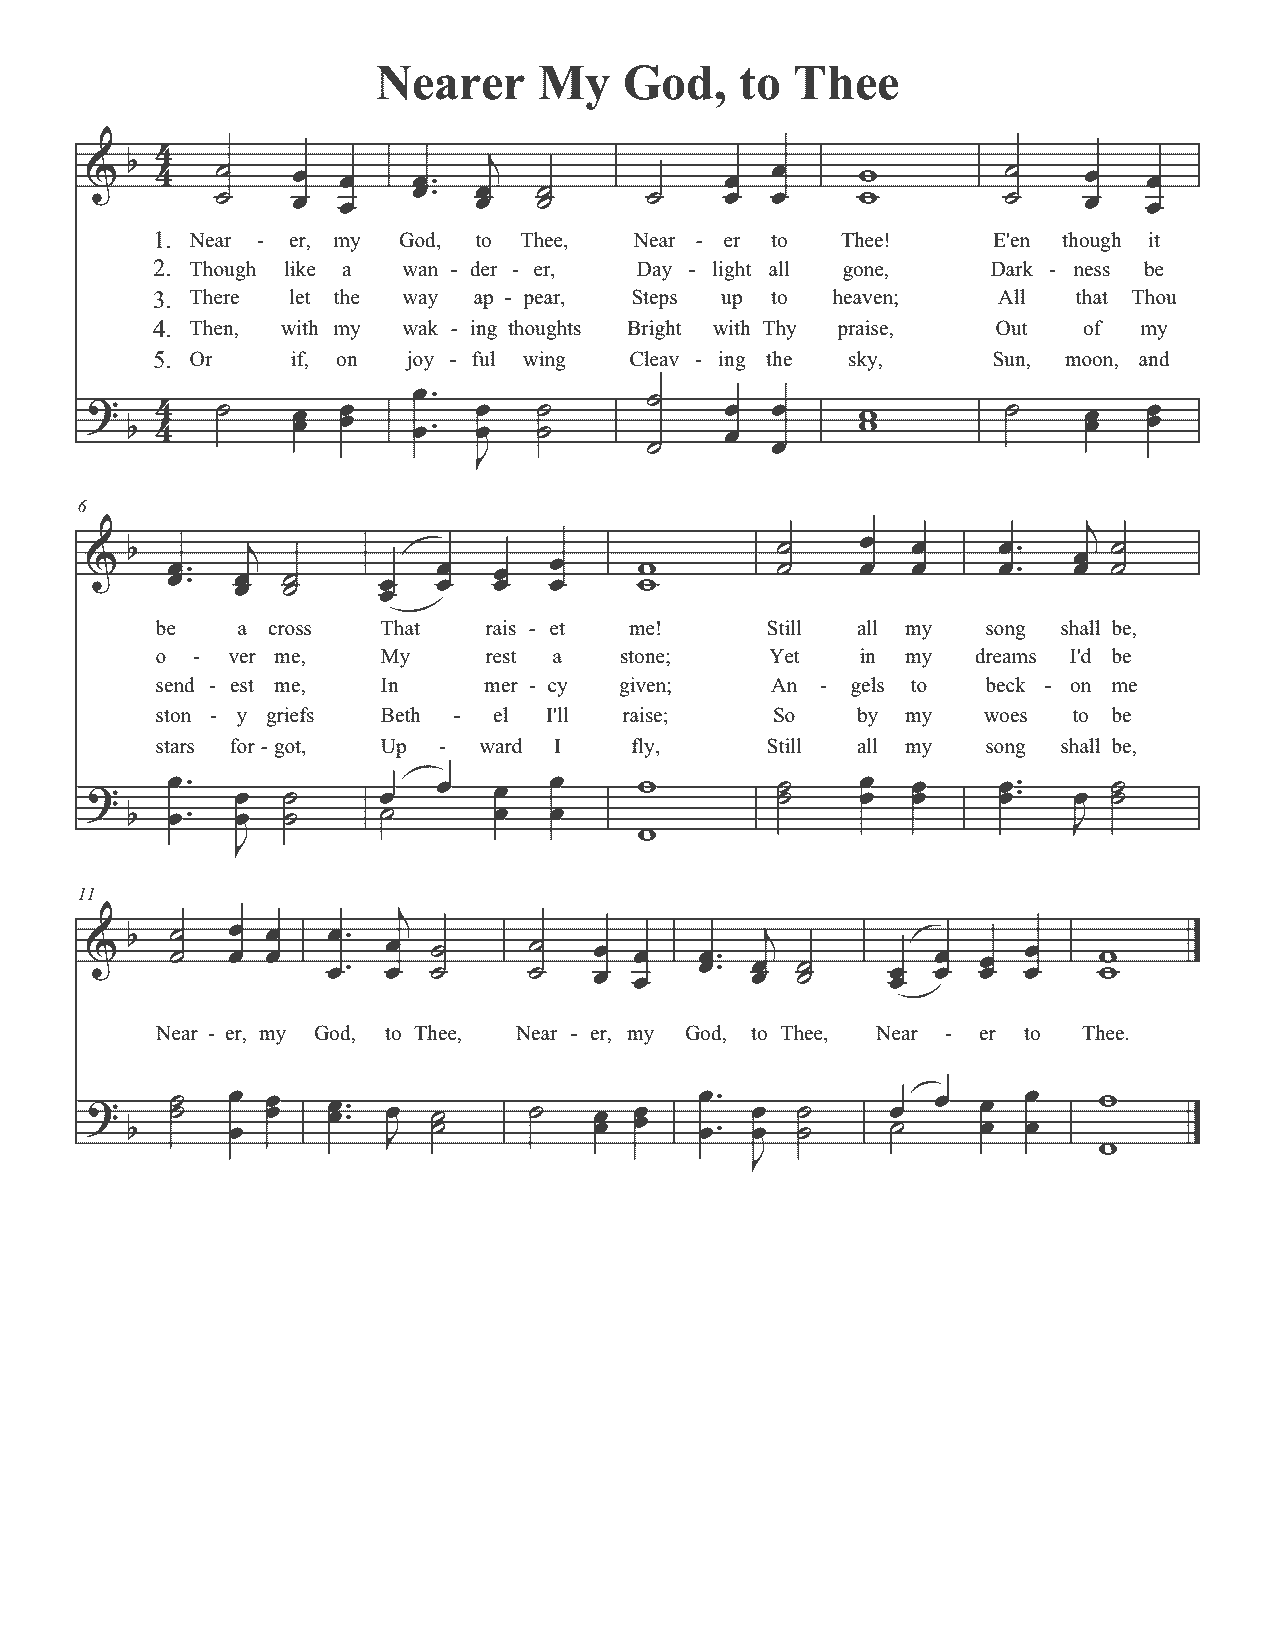 Nearer My God, to Thee
4
4
1. Near - er, my God, to Thee, Near - er to Thee! E'en though it
2. Though like a wan - der - er, Day - light all gone, Dark - ness be
3. There let the way ap - pear, Steps up to heaven; All that Thou
4. Then, with my wak - ing thoughts Bright with Thy praise, Out of my
5. Or if, on joy - ful wing Cleav - ing the sky, Sun, moon, and
4
4
6
be a cross That rais - et me! Still all my song shall be,
o - ver me, My rest a stone; Yet in my dreams I'd be
send - est me, In mer - cy given; An - gels to beck - on me
ston - y griefs Beth - el I'll raise; So by my woes to be
stars for - got, Up - ward I fly, Still all my song shall be,
11
Near - er, my God, to Thee, Near - er, my God, to Thee, Near - er to Thee.